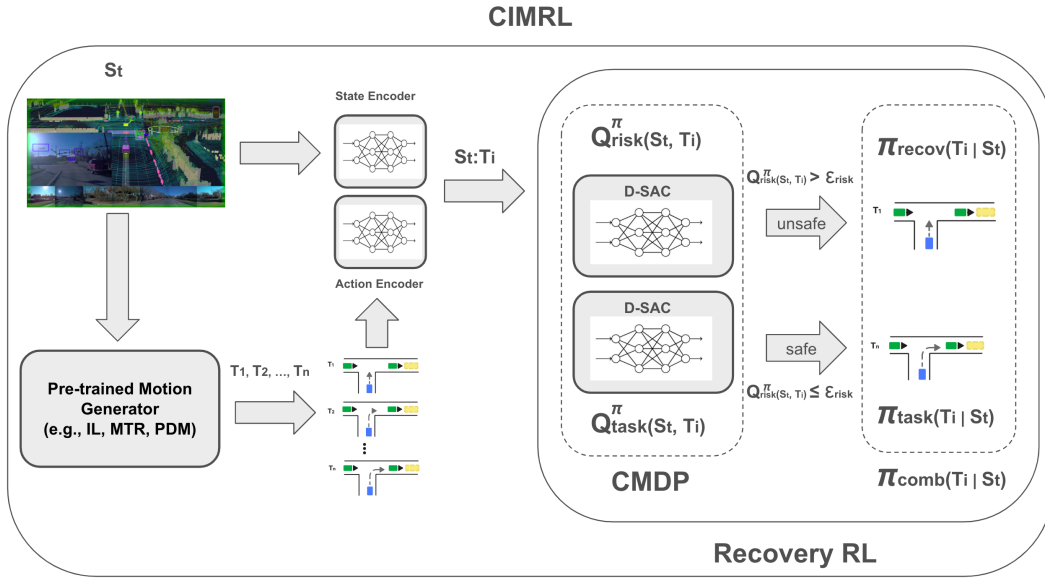 CIMRL
St
State Encoder
Action Encoder
St:Ti
Pre-trained Motion
Generator
(e.g., IL, MTR, PDM)
T1, T2, ..., Tn
T1
T2
Tn
Qπrisk(St, Ti)
D-SAC
D-SAC
Qπtask(St, Ti)
CMDP
Qπrisk(St, Ti) > Ɛrisk
unsafe
safe
Qπrisk(St, Ti) ≤ Ɛrisk
πrecov(Ti | St)
T1
Tn
πtask(Ti | St)
πcomb(Ti | St)
Recovery RL